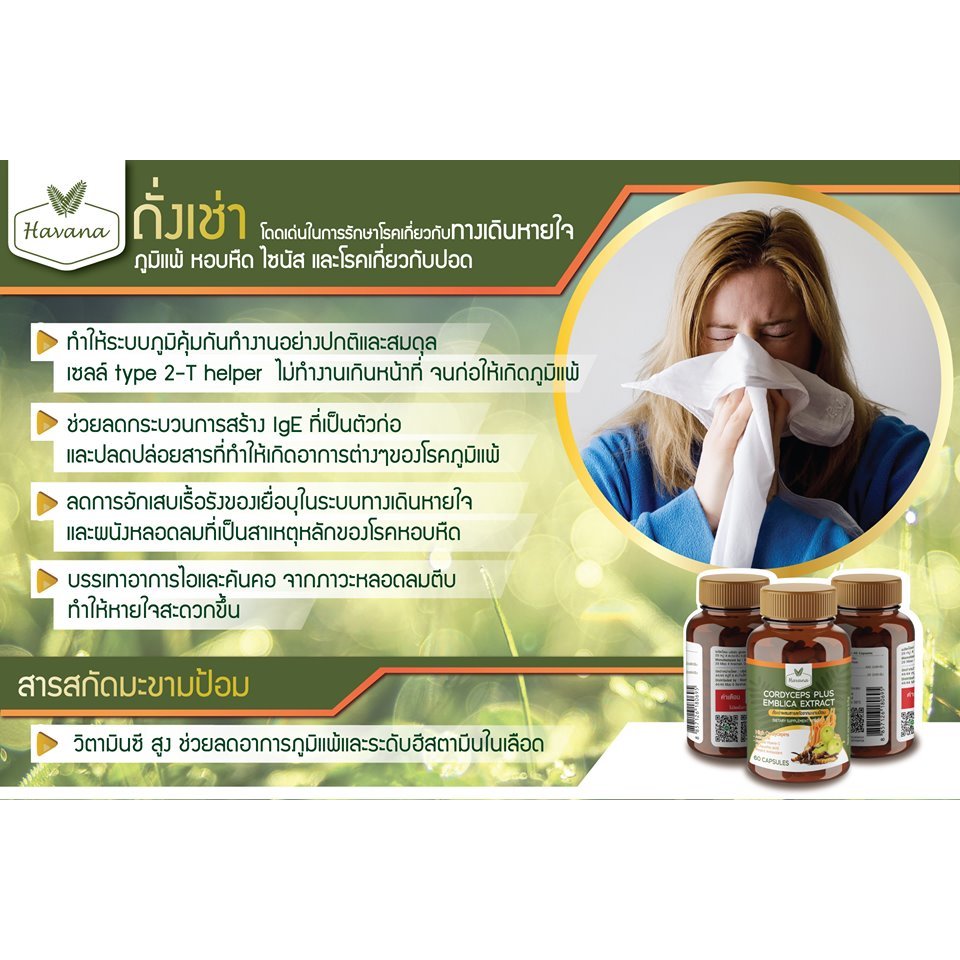 Havana
ถั่งเช่า
โดดเด่นในการรักษาโรคเกี่ยวกับทางเดินหายใจ
ภูมิแพ้ หอบหืด ไซนัส และโรคเกี่ยวกับปอด
ทำให้ระบบภูมิคุ้มกันทำงานอย่างปกติและสมดุล
เซลล์ type 2-T helper ไม่ทำงานเกินหน้าที่ จนก่อให้เกิดภูมิแพ้
ช่วยลดกระบวนการสร้าง IgE ที่เป็นตัวก่อ
และปลดปล่อยสารที่ทำให้เกิดอาการต่างๆของโรคภูมิแพ้
ลดการอักเสบเรื้อรังของเยื่อบุในระบบทางเดินหายใจ
และผนังหลอดลมที่เป็นสาเหตุหลักของโรคหอบหืด
บรรเทาอาการไอและคันคอ จากภาวะหลอดลมตีบ
ทำให้หายใจสะดวกขึ้น
สารสกัดมะขามป้อม
วิตามินซี สูง ช่วยลดอาการภูมิแพ้และระดับฮีสตามีนในเลือด
Havana
CORDYCEPS PLUS
EMBLICA EXTRACT
DIETARY SUPPLEMENT
60 CAPSULES
คำเตือน